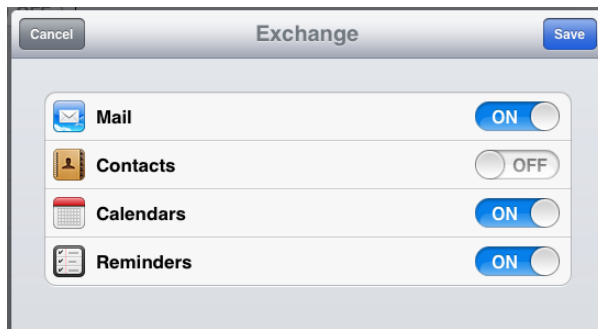 Cancel Exchange Save
Mail ON
Contacts OFF
Calendars ON
Reminders ON